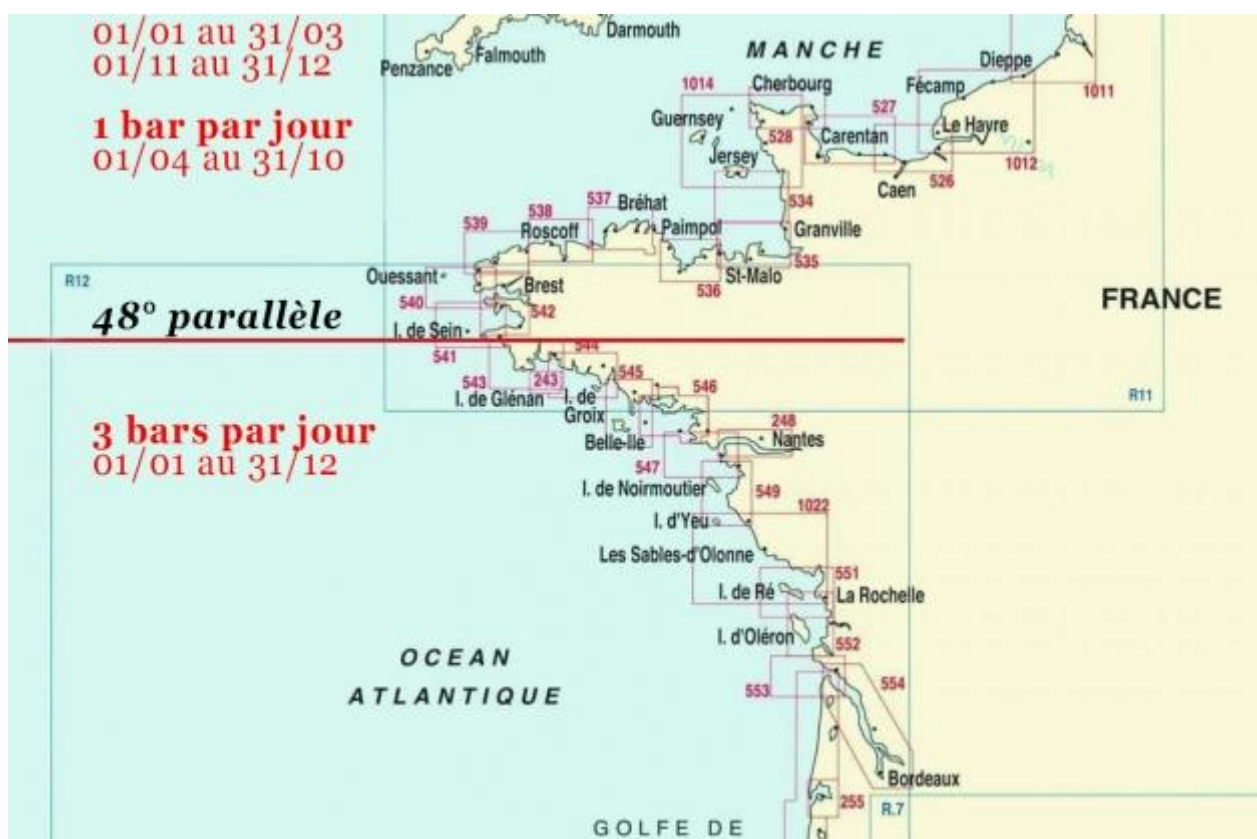 01/01 au 31/03
01/11 au 31/12
1 bar par jour
01/04 au 31/10
48° parallèle
3 bars par jour
01/01 au 31/12
Penzance
Falmouth
Darmouth
MANCHE
Dieppe
Fécamp
1011
1014
Cherbourg
527
Guernsey
528
Carentan
Le Havre
Jersey
1012
Caen
526
534
537
Bréhat
538
539
Roscoff
Paimpol
Granville
535
St-Malo
536
R12
Ouessant
Brest
540
542
FRANCE
I. de Sein
541
544
543
243
545
546
I. de Glénan
I. de
Groix
R11
248
Belle-Ile
Nantes
547
I. de Noirmoutier
549
1022
I. d'Yeu
Les Sables-d'Olonne
551
I. de Ré
La Rochelle
I. d'Oléron
552
OCEAN
ATLANTIQUE
553
554
Bordeaux
255
R.7
GOLFE DE